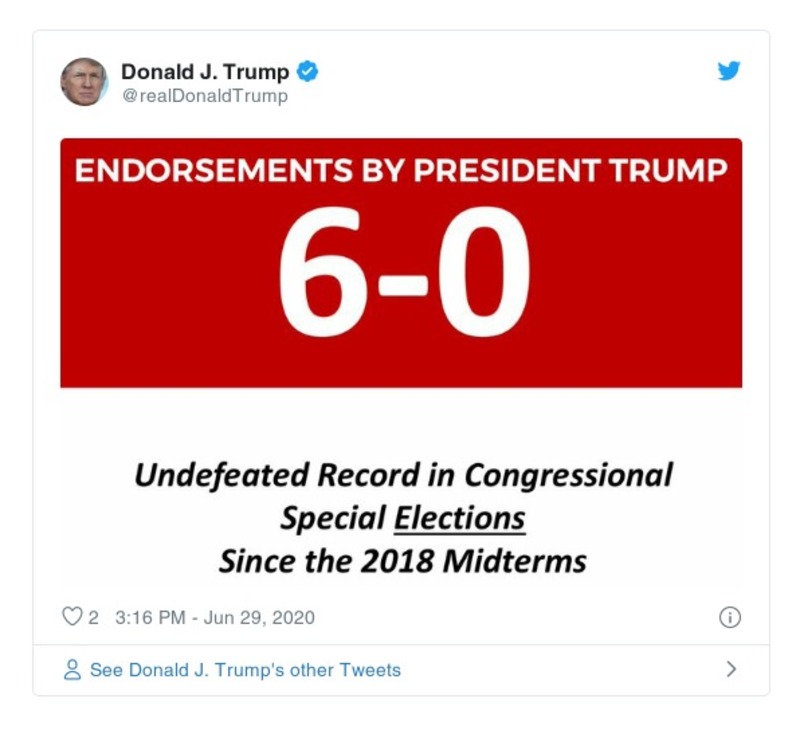 Donald J. Trump
@realDonaldTrump
ENDORSEMENTS BY PRESIDENT TRUMP
6-0
Undefeated Record in Congressional
Special Elections
Since the 2018 Midterms
2 3:16 PM - Jun 29, 2020
See Donald J. Trump's other Tweets